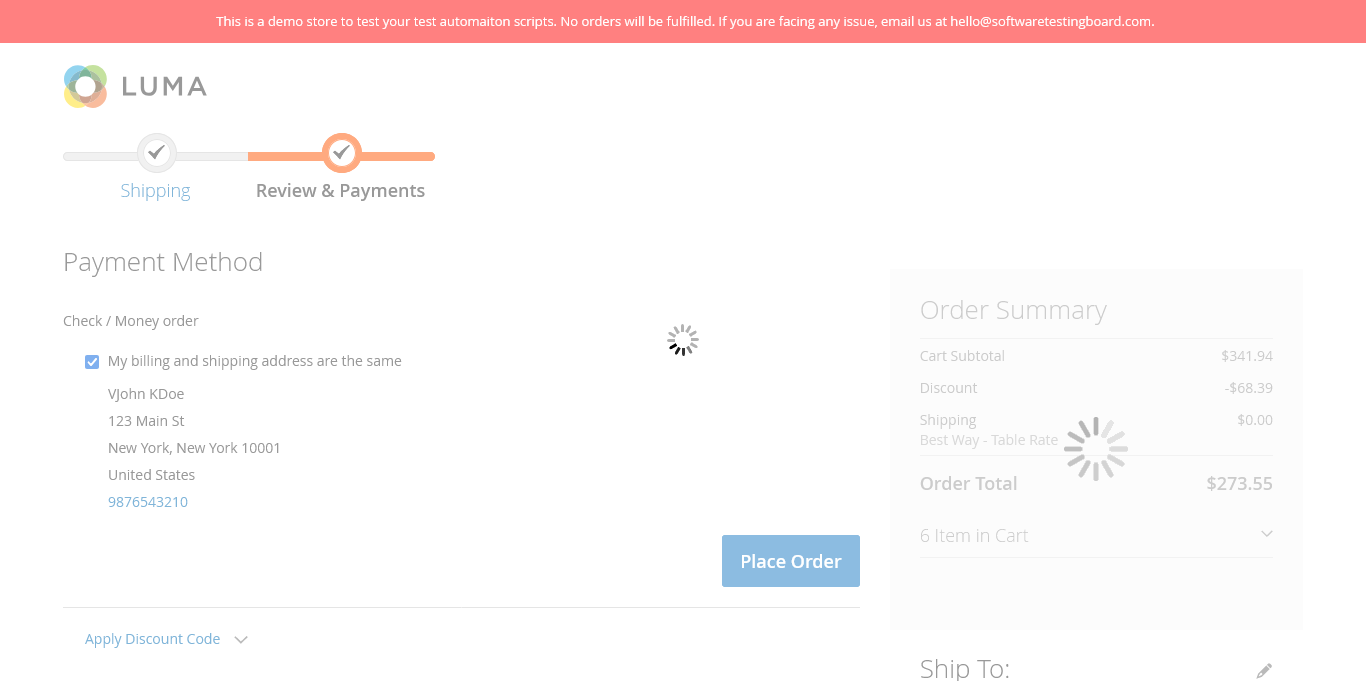 This is a demo store to test your test automaiton scripts. No orders will be fulfilled. If you are facing any issue, email us at hello@softwaretestingboard.com.
LUMA
Shipping
Review & Payments
Payment Method
Check / Money order
My billing and shipping address are the same
VJohn KDoe
123 Main St
New York, New York 10001
United States
9876543210
Place Order
Apply Discount Code
Order Summary
Cart Subtotal $341.94
Discount -$68.39
Shipping $0.00
Best Way - Table Rate
Order Total $273.55
6 Item in Cart
Ship To: